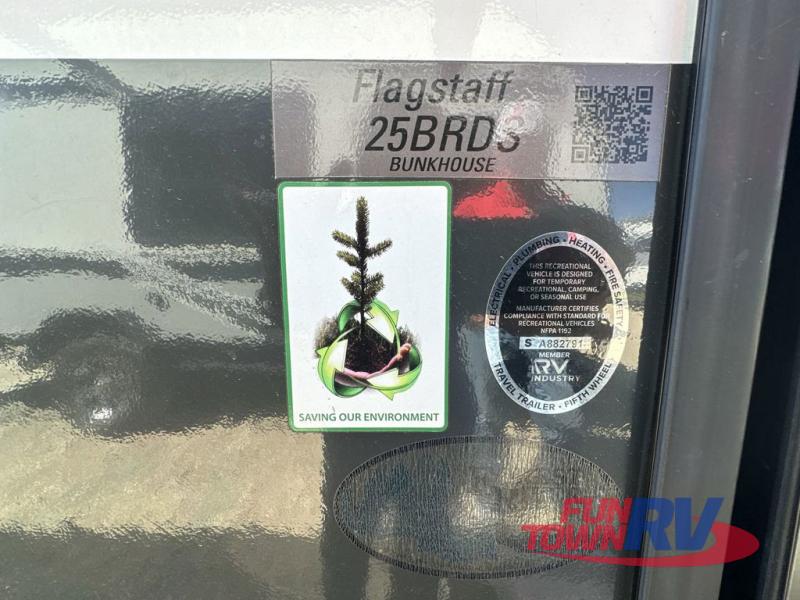 Flagstaff
25BRDS
BUNKHOUSE
SAVING OUR ENVIRONMENT
ELECTRICAL • PLUMBING • HEATING • FIRE SAFETY
THIS RECREATIONAL
VEHICLE IS DESIGNED
FOR TEMPORARY
RECREATIONAL, CAMPING,
OR SEASONAL USE
MANUFACTURER CERTIFIES
COMPLIANCE WITH STANDARD FOR
RECREATIONAL VEHICLES
NFPA 1192
S A882791
MEMBER
RV
INDUSTRY
TRAVEL TRAILER • FIFTH WHEEL
FUN
TOWN RV